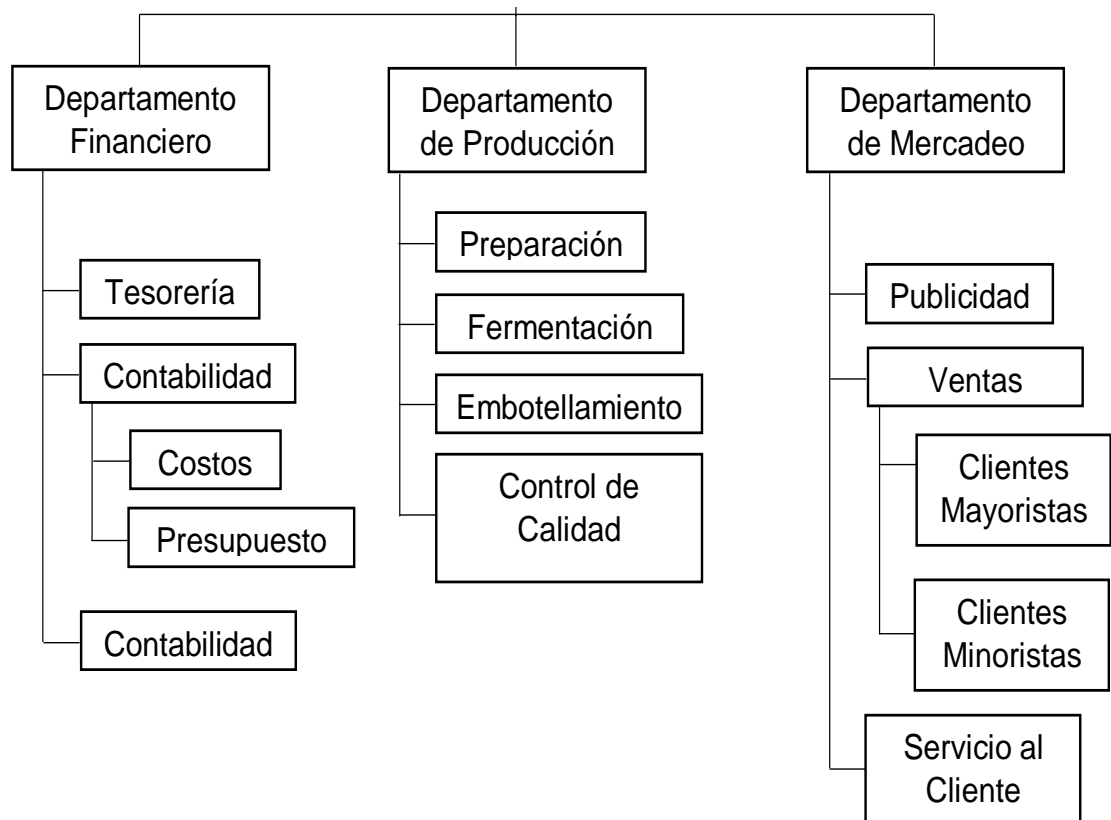 Departamento
Financiero
Tesorería
Contabilidad
Costos
Presupuesto
Contabilidad
Departamento
de Producción
Preparación
Fermentación
Embotellamiento
Control de
Calidad
Departamento
de Mercadeo
Publicidad
Ventas
Clientes
Mayoristas
Clientes
Minoristas
Servicio al
Cliente